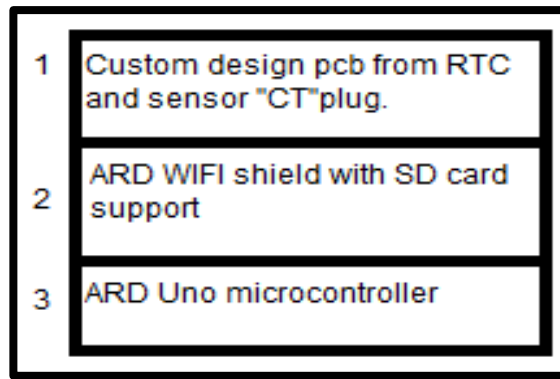 1 Custom design pcb from RTC
and sensor "CT"plug.
2 ARD WIFI shield with SD card
support
3 ARD Uno microcontroller